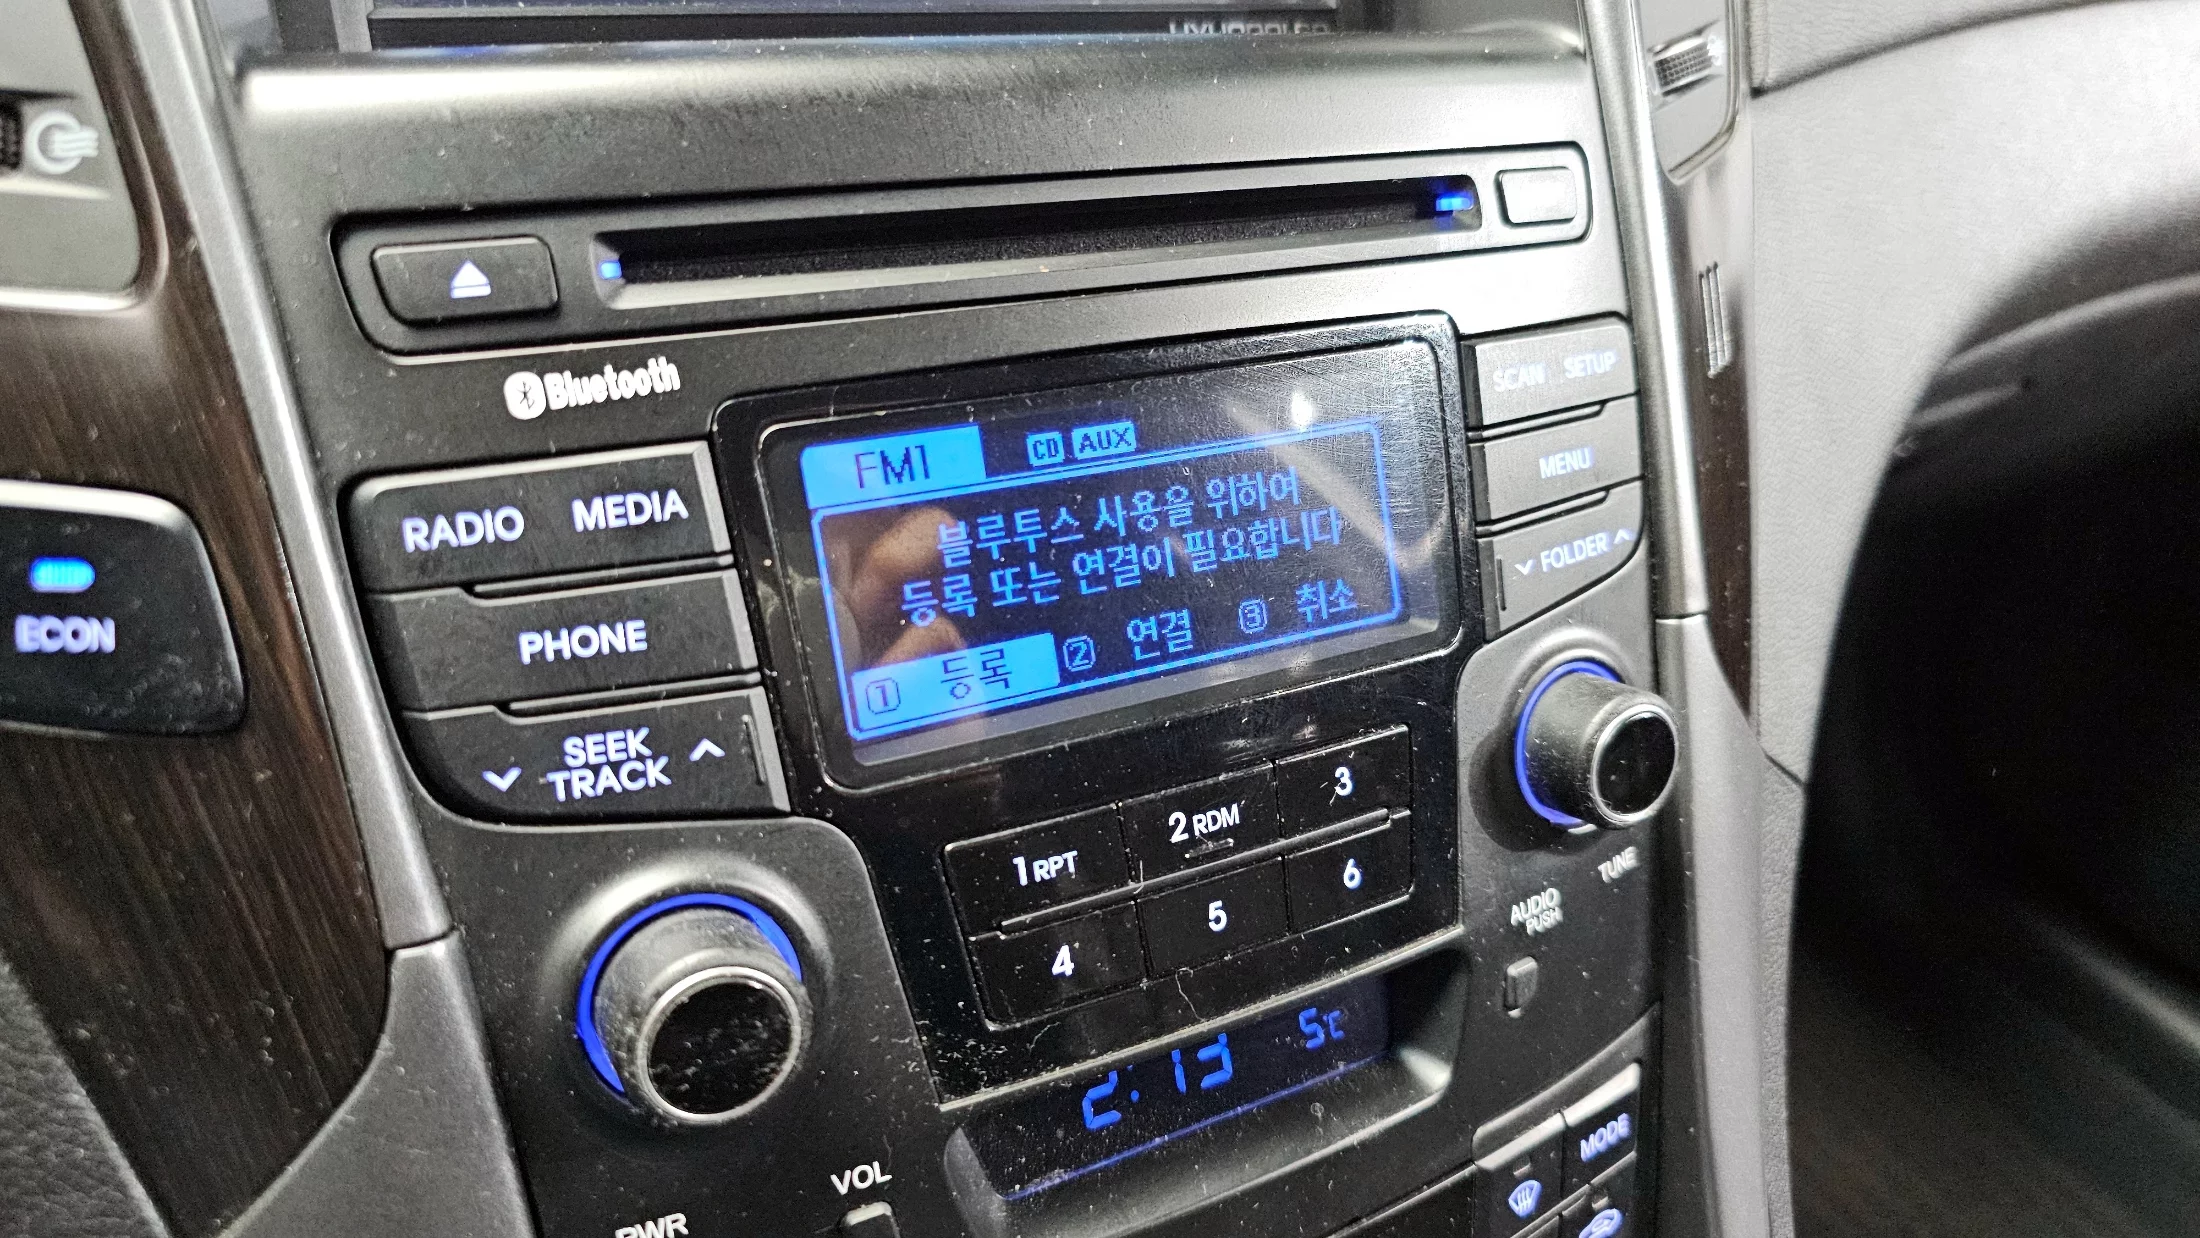 Bluetooth
SCAN SETUP
RADIO MEDIA
FM1 CD AUX
MENU
블루투스 사용을 위하여
등록 또는 연결이 필요합니다
1 등록 2 연결 3 취소
FOLDER
ECON
PHONE
SEEK
TRACK
1 RPT 2 RDM 3
4 5 6
TUNE
AUDIO
PUSH
2:13 5℃
MODE
VOL
PWR